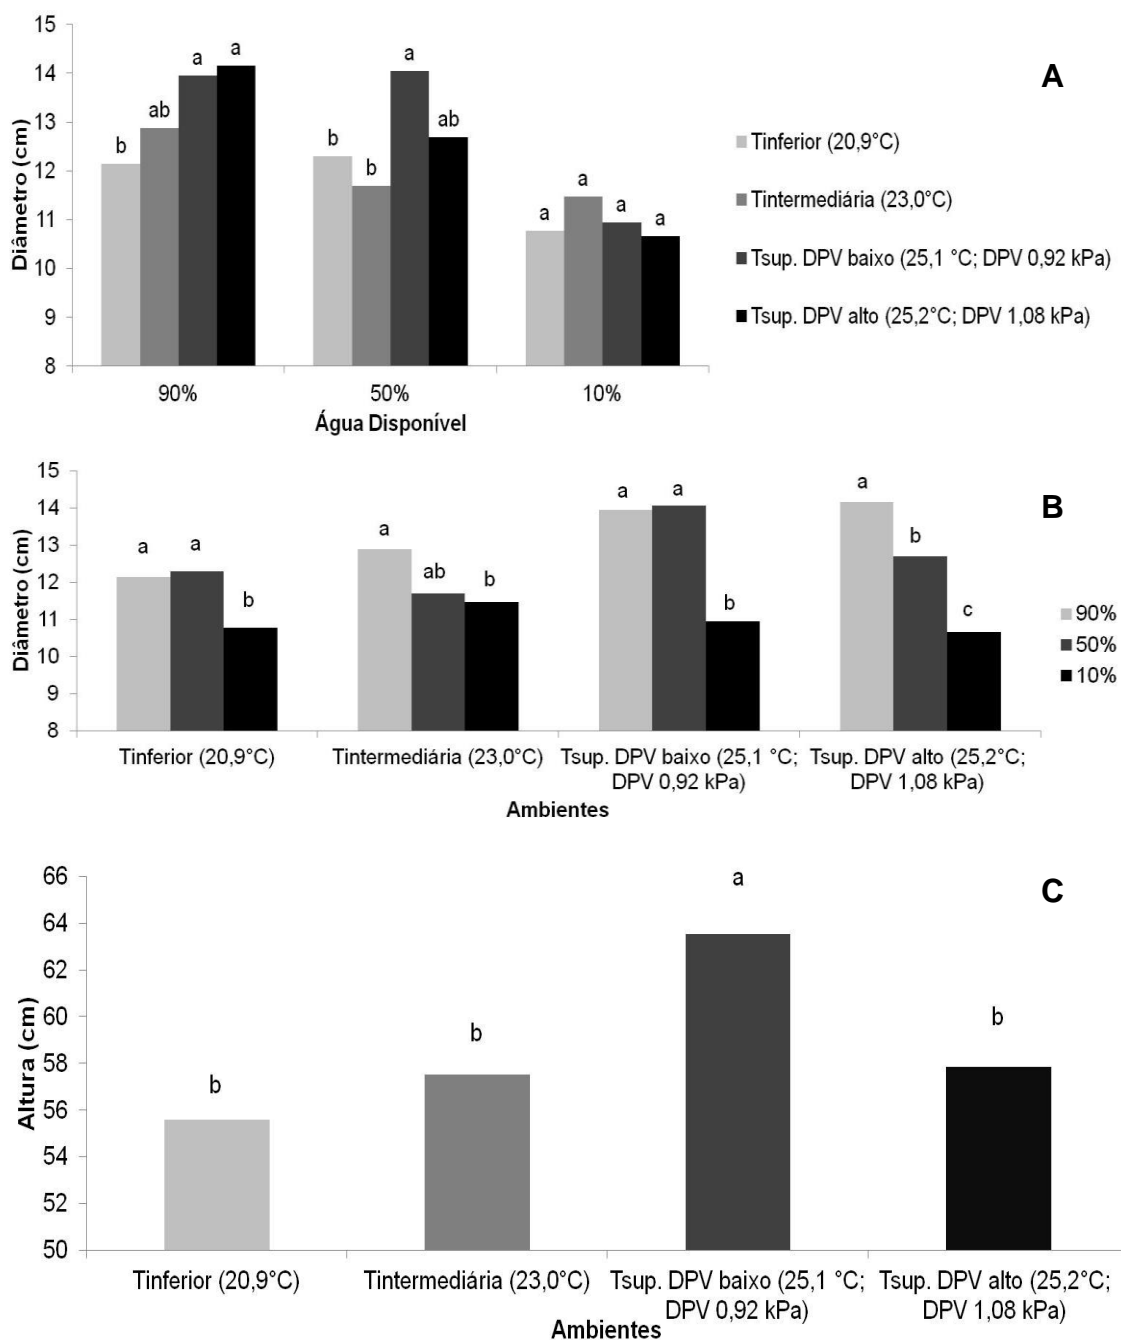 A
Diâmetro (cm)
15
14
13
12
11
10
9
8
b
ab
a
a
b
b
a
ab
a
a
a
a
90%
50%
10%
Água Disponível
Tinferior (20,9°C)
Tintermediária (23,0°C)
Tsup. DPV baixo (25,1 °C; DPV 0,92 kPa)
Tsup. DPV alto (25,2°C; DPV 1,08 kPa)
B
Diâmetro (cm)
15
14
13
12
11
10
9
8
a
a
b
a
ab
b
a
a
b
a
b
c
90%
50%
10%
Tinferior (20,9°C)
Tintermediária (23,0°C)
Tsup. DPV baixo (25,1 °C;
DPV 0,92 kPa)
Tsup. DPV alto (25,2°C;
DPV 1,08 kPa)
Ambientes
C
Altura (cm)
66
64
62
60
58
56
54
52
50
b
b
a
b
Tinferior (20,9°C)
Tintermediária (23,0°C)
Tsup. DPV baixo (25,1 °C;
DPV 0,92 kPa)
Tsup. DPV alto (25,2°C;
DPV 1,08 kPa)
Ambientes